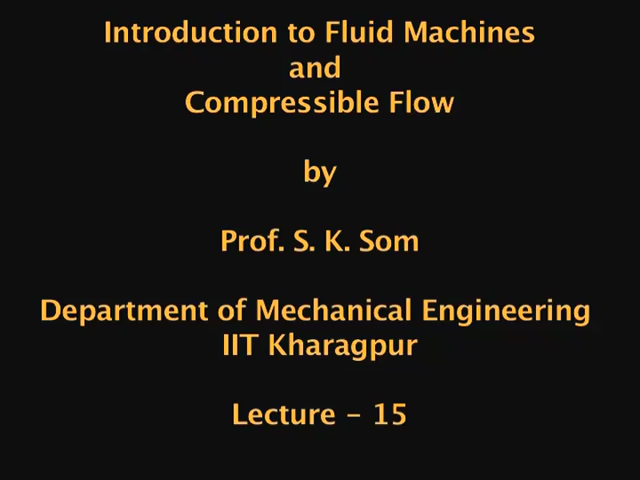 Introduction to Fluid Machines
and
Compressible Flow
by
Prof. S. K. Som
Department of Mechanical Engineering
IIT Kharagpur
Lecture – 15